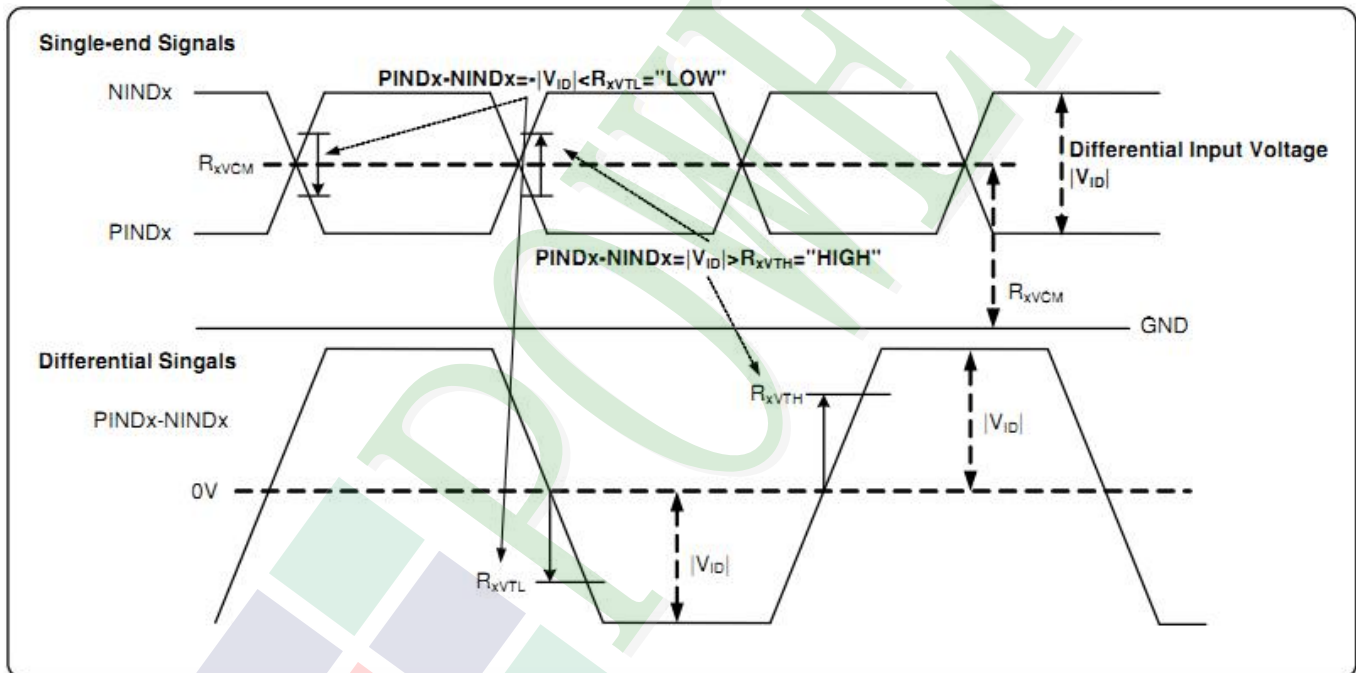 Single-end Signals
PINDx-NINDx=-|VID|<RxVTL="LOW"
NINDx
RxVCM
Differential Input Voltage
|VID|
PINDx
PINDx-NINDx=|VID|>RxVTH="HIGH"
RxVCM
GND
Differential Singals
RxVTH
PINDx-NINDx
|VID|
0V
|VID|
RxVTL
POWE